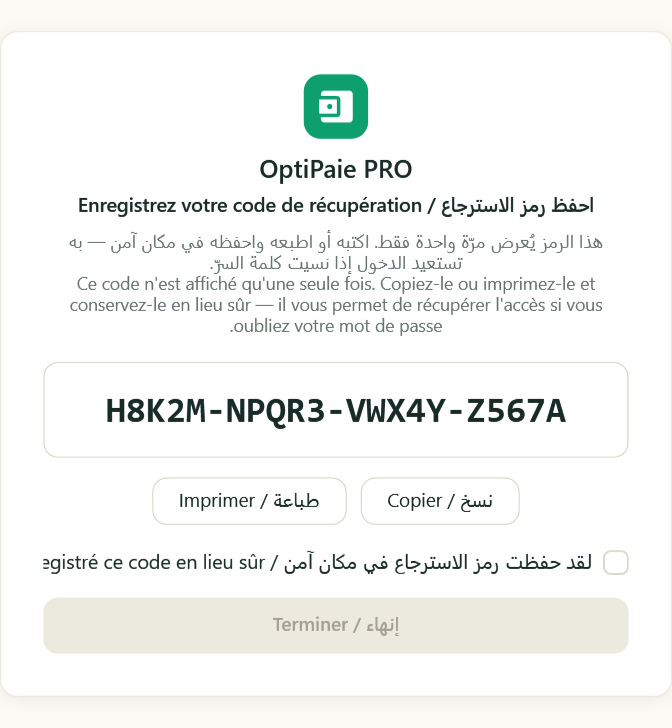 OptiPaie PRO
احفظ رمز الاسترجاع / Enregistrez votre code de récupération
هذا الرمز يُعرض مرّة واحدة فقط. اكتبه أو اطبعه واحفظه في مكان آمن — به
تستعيد الدخول إذا نسيت كلمة السرّ.
Ce code n'est affiché qu'une seule fois. Copiez-le ou imprimez-le et
conservez-le en lieu sûr — il vous permet de récupérer l'accès si vous
oubliez votre mot de passe.
H8K2M-NPQR3-VWX4Y-Z567A
نسخ / Copier
طباعة / Imprimer
لقد حفظت رمز الاسترجاع في مكان آمن / egistré ce code en lieu sûr
إنهاء / Terminer